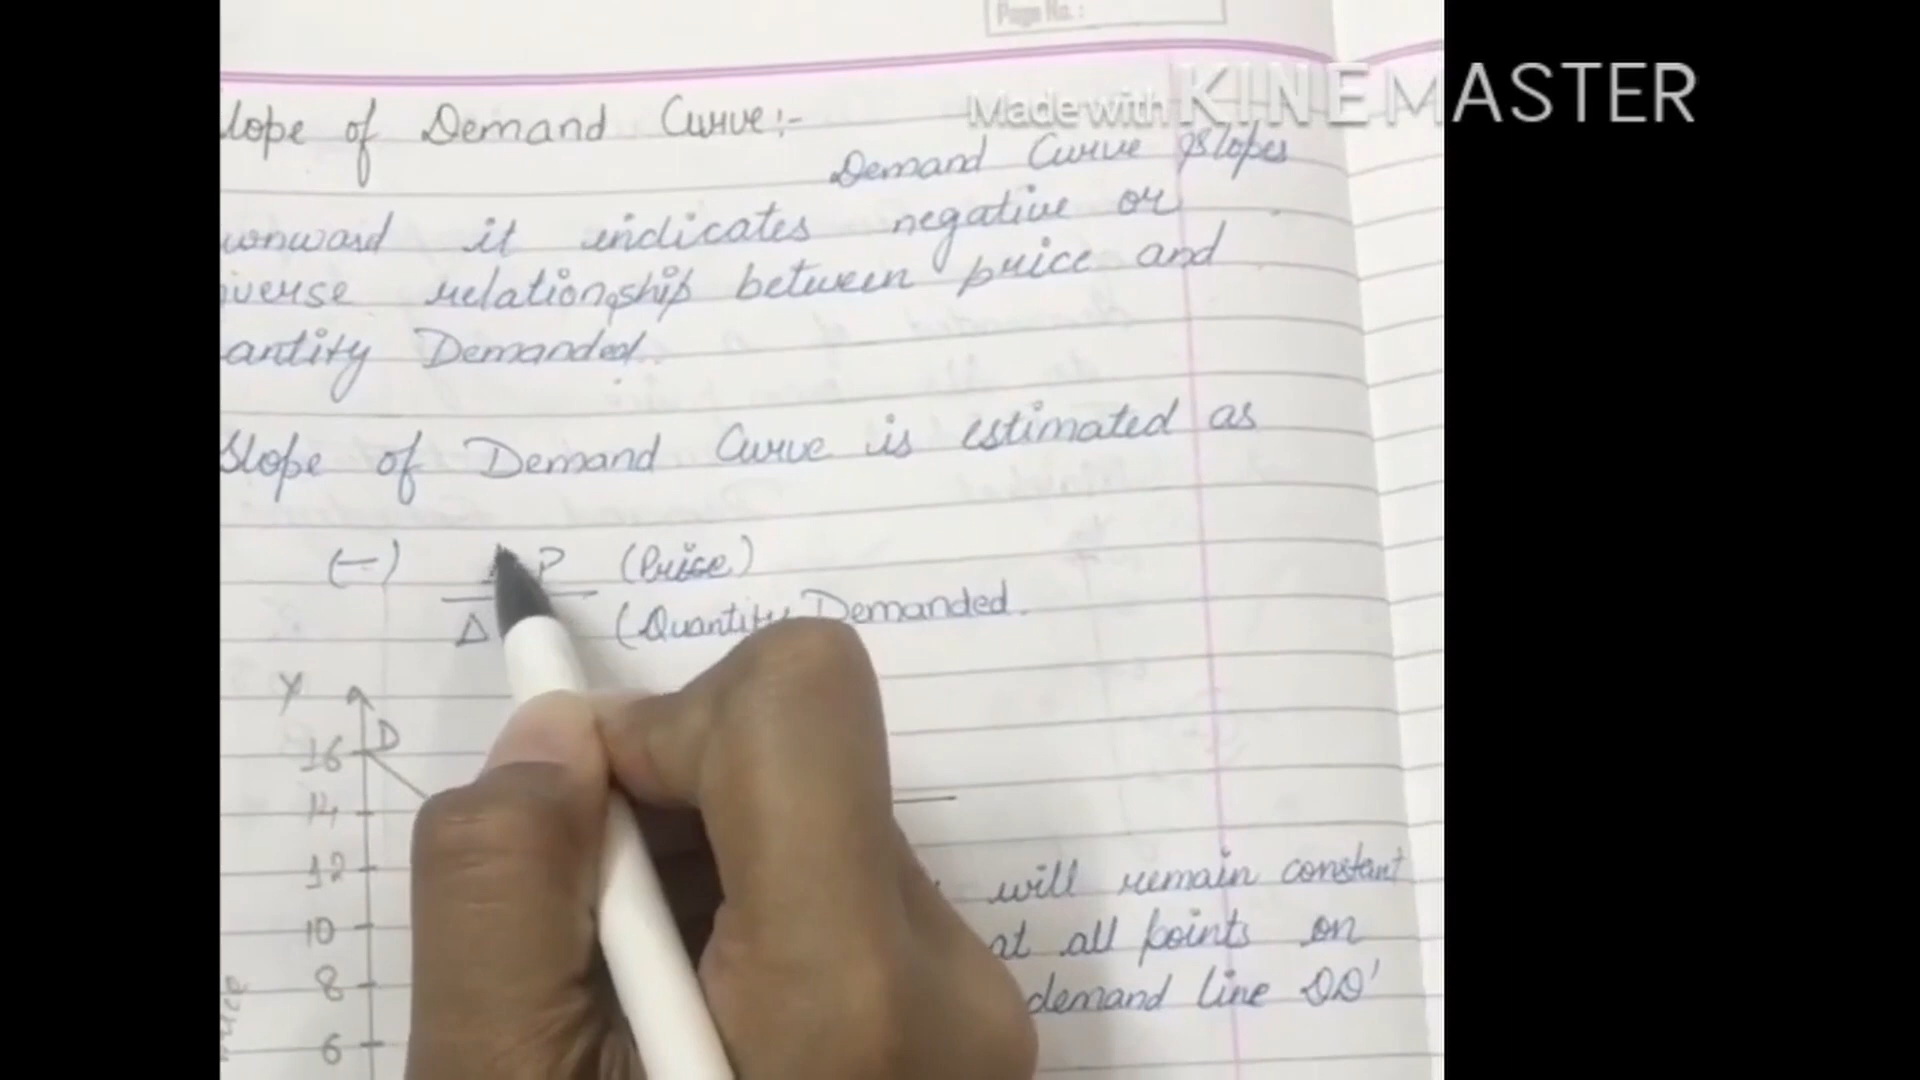 Page No.:
Made with KINEMASTER
lope of Demand Curve:-
Demand Curve slopes
wnward it indicates negative or
verse relationship between price and
antity Demanded.
Slope of Demand Curve is estimated as
(-) P (Price)
Δ (Quantity Demanded.
Y
D
16
14
12
10
8
6
will remain constant
at all points on
demand line DD'